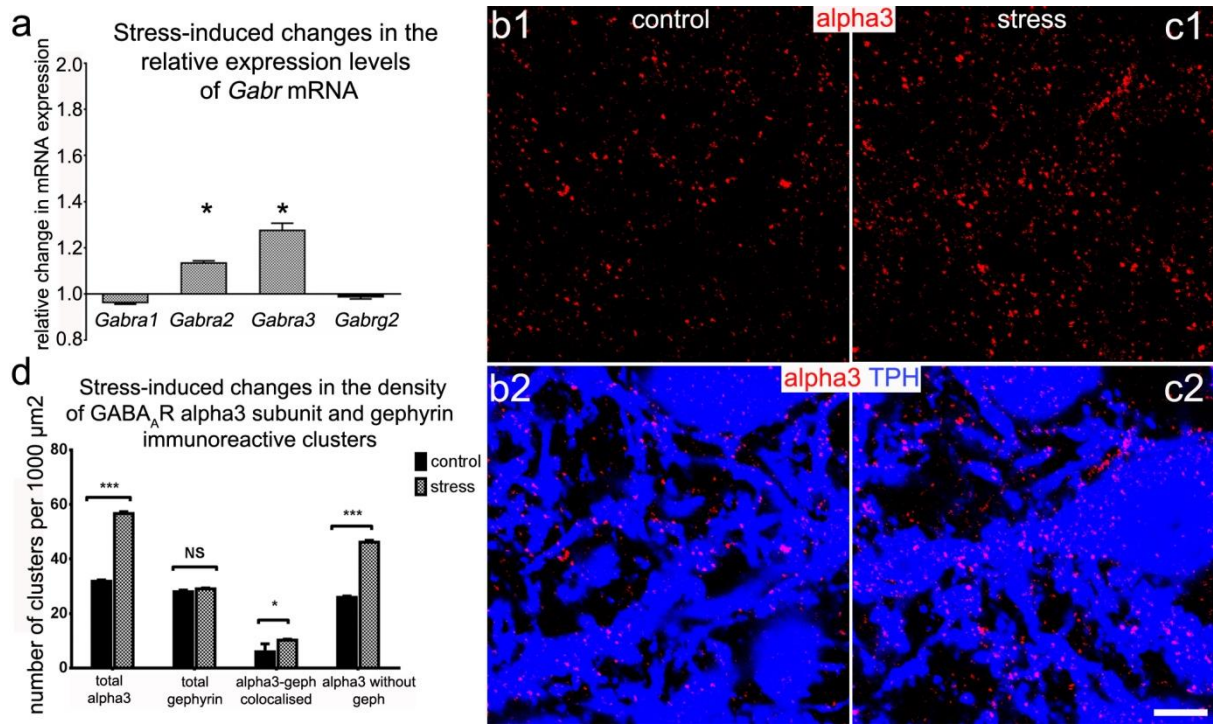 a
Stress-induced changes in the
relative expression levels
of Gabr mRNA
relative change in mRNA expression
2.0
1.8
1.6
1.4
1.2
1.0
0.8
*
*
Gabra1 Gabra2 Gabra3 Gabrg2
b1 control alpha3 stress c1
b2 alpha3 TPH c2
d
Stress-induced changes in the density
of GABAAR alpha3 subunit and gephyrin
immunoreactive clusters
number of clusters per 1000 µm2
80
60
40
20
0
control
stress
***
NS
*
***
total
alpha3
total
gephyrin
alpha3-geph
colocalised
alpha3 without
geph